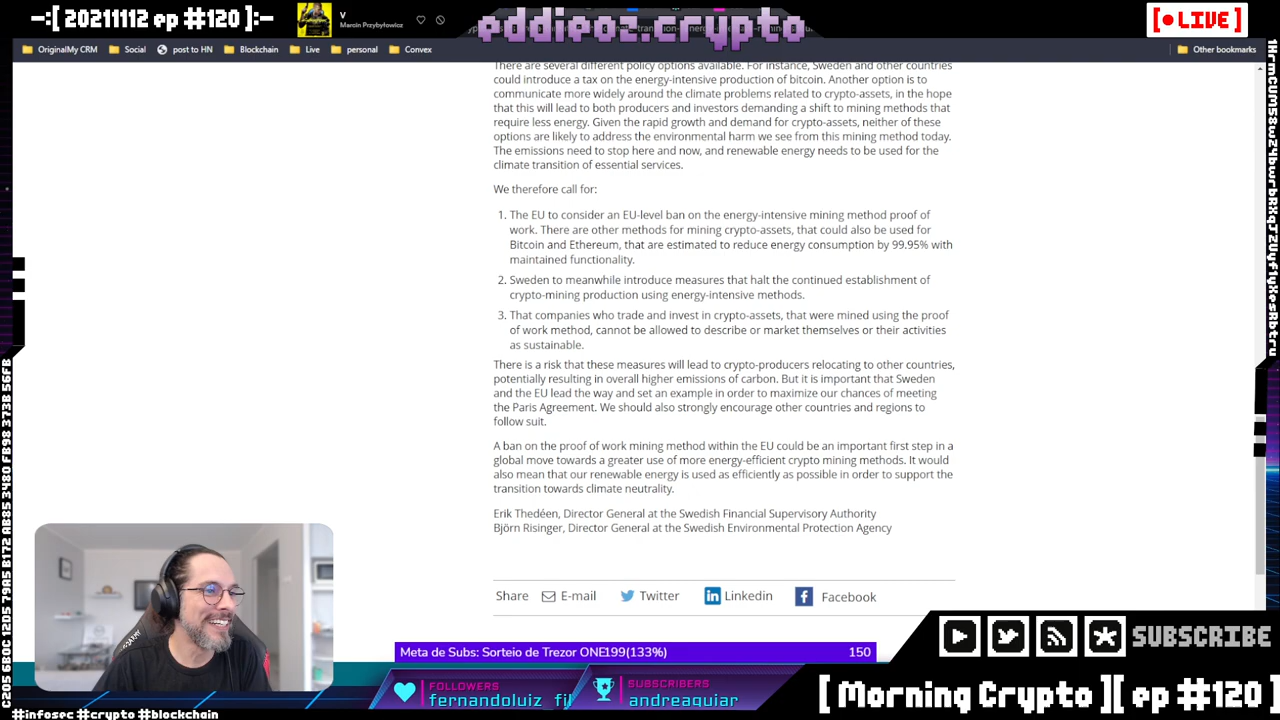 -:[ 20211112 ep #120 ]:-
V
Marcin Przybyłowicz
eddieoz.crypto
[ • LIVE ]
OriginalMy CRM
Social
post to HN
Blockchain
Live
personal
Convex
Other bookmarks
There are several different policy options available. For instance, Sweden and other countries
could introduce a tax on the energy-intensive production of bitcoin. Another option is to
communicate more widely around the climate problems related to crypto-assets, in the hope
that this will lead to both producers and investors demanding a shift to mining methods that
require less energy. Given the rapid growth and demand for crypto-assets, neither of these
options are likely to address the environmental harm we see from this mining method today.
The emissions need to stop here and now, and renewable energy needs to be used for the
climate transition of essential services.
We therefore call for:
1. The EU to consider an EU-level ban on the energy-intensive mining method proof of
work. There are other methods for mining crypto-assets, that could also be used for
Bitcoin and Ethereum, that are estimated to reduce energy consumption by 99.95% with
maintained functionality.
2. Sweden to meanwhile introduce measures that halt the continued establishment of
crypto-mining production using energy-intensive methods.
3. That companies who trade and invest in crypto-assets, that were mined using the proof
of work method, cannot be allowed to describe or market themselves or their activities
as sustainable.
There is a risk that these measures will lead to crypto-producers relocating to other countries,
potentially resulting in overall higher emissions of carbon. But it is important that Sweden
and the EU lead the way and set an example in order to maximize our chances of meeting
the Paris Agreement. We should also strongly encourage other countries and regions to
follow suit.
A ban on the proof of work mining method within the EU could be an important first step in a
global move towards a greater use of more energy-efficient crypto mining methods. It would
also mean that our renewable energy is used as efficiently as possible in order to support the
transition towards climate neutrality.
Erik Thedéen, Director General at the Swedish Financial Supervisory Authority
Björn Risinger, Director General at the Swedish Environmental Protection Agency
Share E-mail Twitter Linkedin Facebook
SUBSCRIBE
Meta de Subs: Sorteio de Trezor ONE199(133%) 150
FOLLOWERS
fernandoluiz_fil
SUBSCRIBERS
andreaquiar
[ Morning Crypto ][ ep #120 ]
#infosec #crypto #blockchain